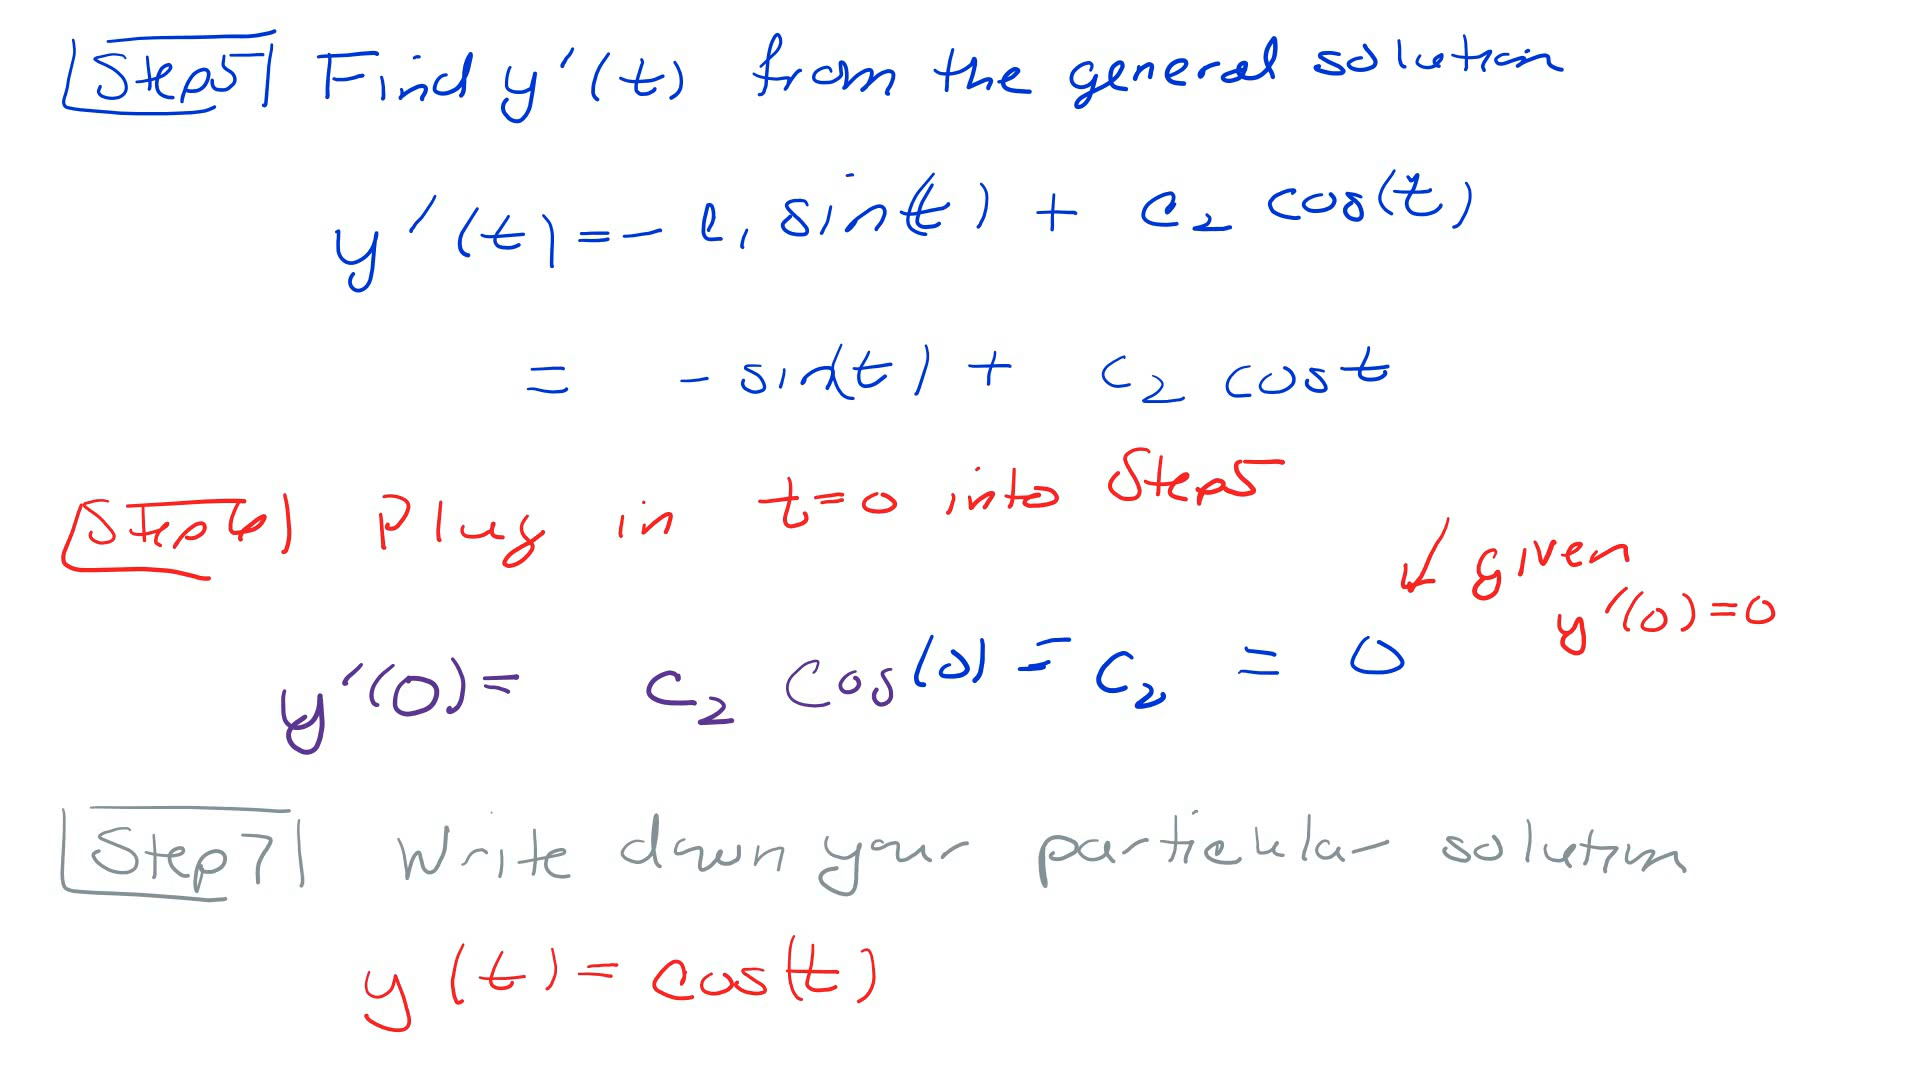 Step5 Find y'(t) from the general solution
y'(t) = - c₁ sin(t) + c₂ cos(t)
= - sin(t) + c₂ cos t
Step6 Plug in t=0 into Step5
given
y'(0)=0
y'(0) = c₂ cos(0) = c₂ = 0
Step7 Write down your particular solution
y(t) = cos(t)